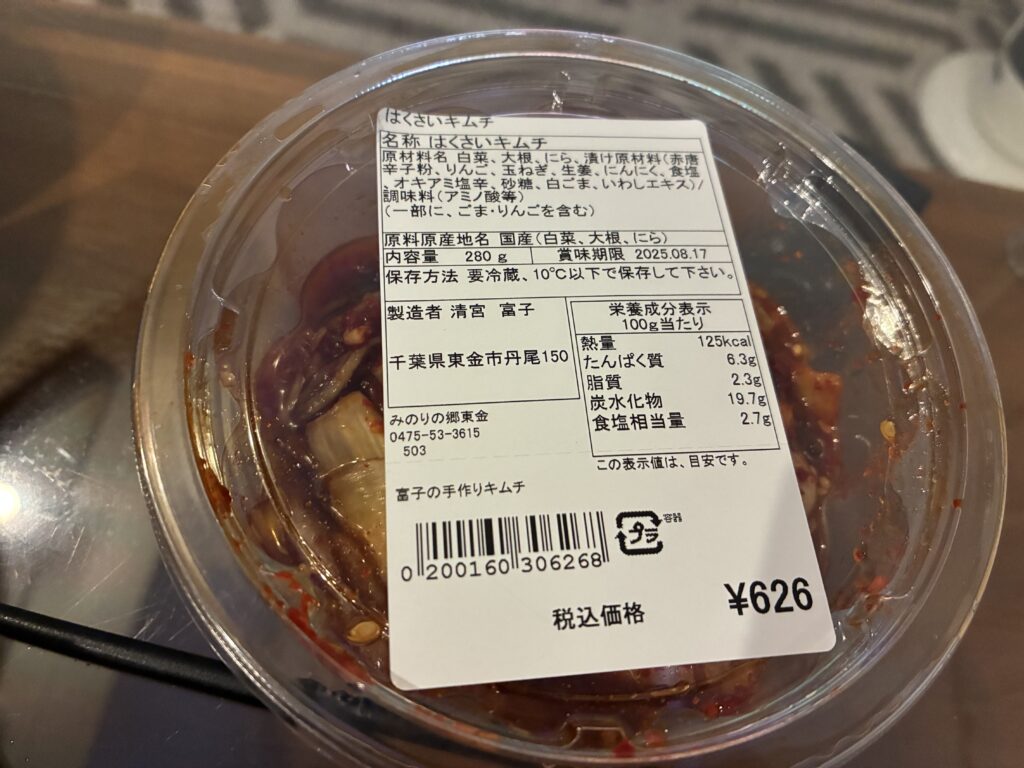 はくさいキムチ
名称 はくさいキムチ
原材料名 白菜、大根、にら、漬け原材料(赤唐
辛子粉、りんご、玉ねぎ、生姜、にんにく、食塩
、オキアミ塩辛、砂糖、白ごま、いわしエキス)/
調味料(アミノ酸等)
(一部に、ごま・りんごを含む)
原料原産地名 国産(白菜、大根、にら)
内容量 280g 賞味期限 2025.08.17
保存方法 要冷蔵、10℃以下で保存して下さい。
製造者 清宮 富子
千葉県東金市丹尾150
みのりの郷東金
0475-53-3615
503
栄養成分表示
100g当たり
熱量 125kcal
たんぱく質 6.3g
脂質 2.3g
炭水化物 19.7g
食塩相当量 2.7g
この表示値は、目安です。
富子の手作りキムチ
0 200160 306268
プラ
容器
税込価格 ¥626